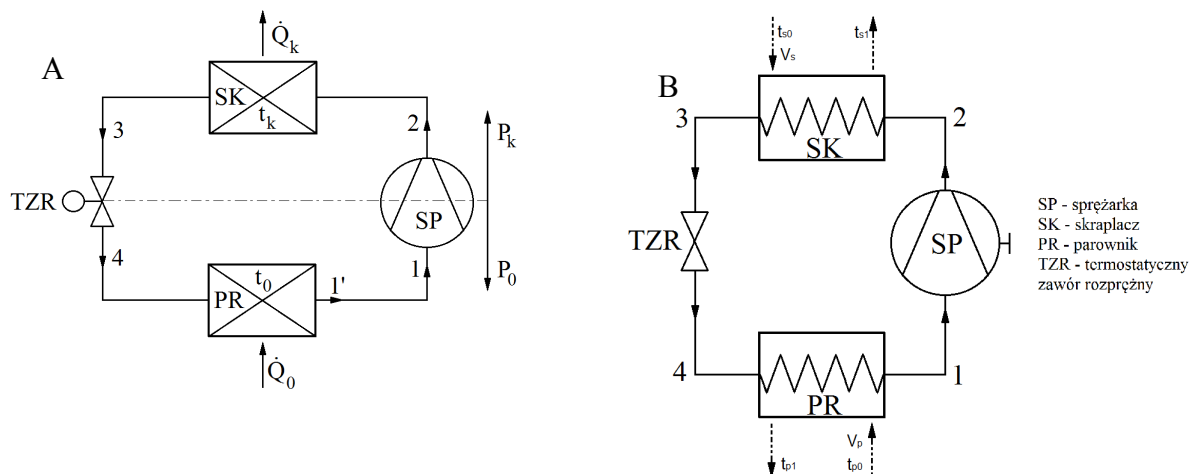 A
Q̇k
SK
tk
3
2
Pk
TZR
SP
4
1
P0
t0
PR
1'
Q̇0
B
ts0
Vs
ts1
3
2
SK
TZR
SP
4
1
PR
tp1
Vp
tp0
SP - sprężarka
SK - skraplacz
PR - parownik
TZR - termostatyczny
zawór rozprężny